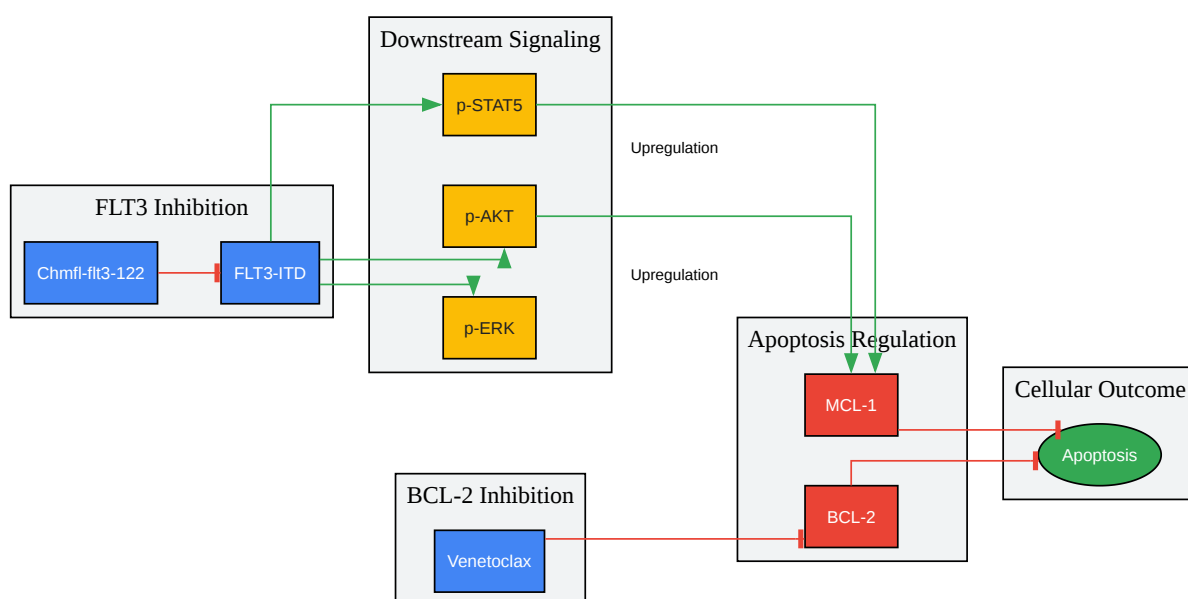 Downstream Signaling
p-STAT5
Upregulation
FLT3 Inhibition
p-AKT
Chmfl-flt3-122
FLT3-ITD
Upregulation
p-ERK
Apoptosis Regulation
Cellular Outcome
MCL-1
Apoptosis
BCL-2 Inhibition
BCL-2
Venetoclax